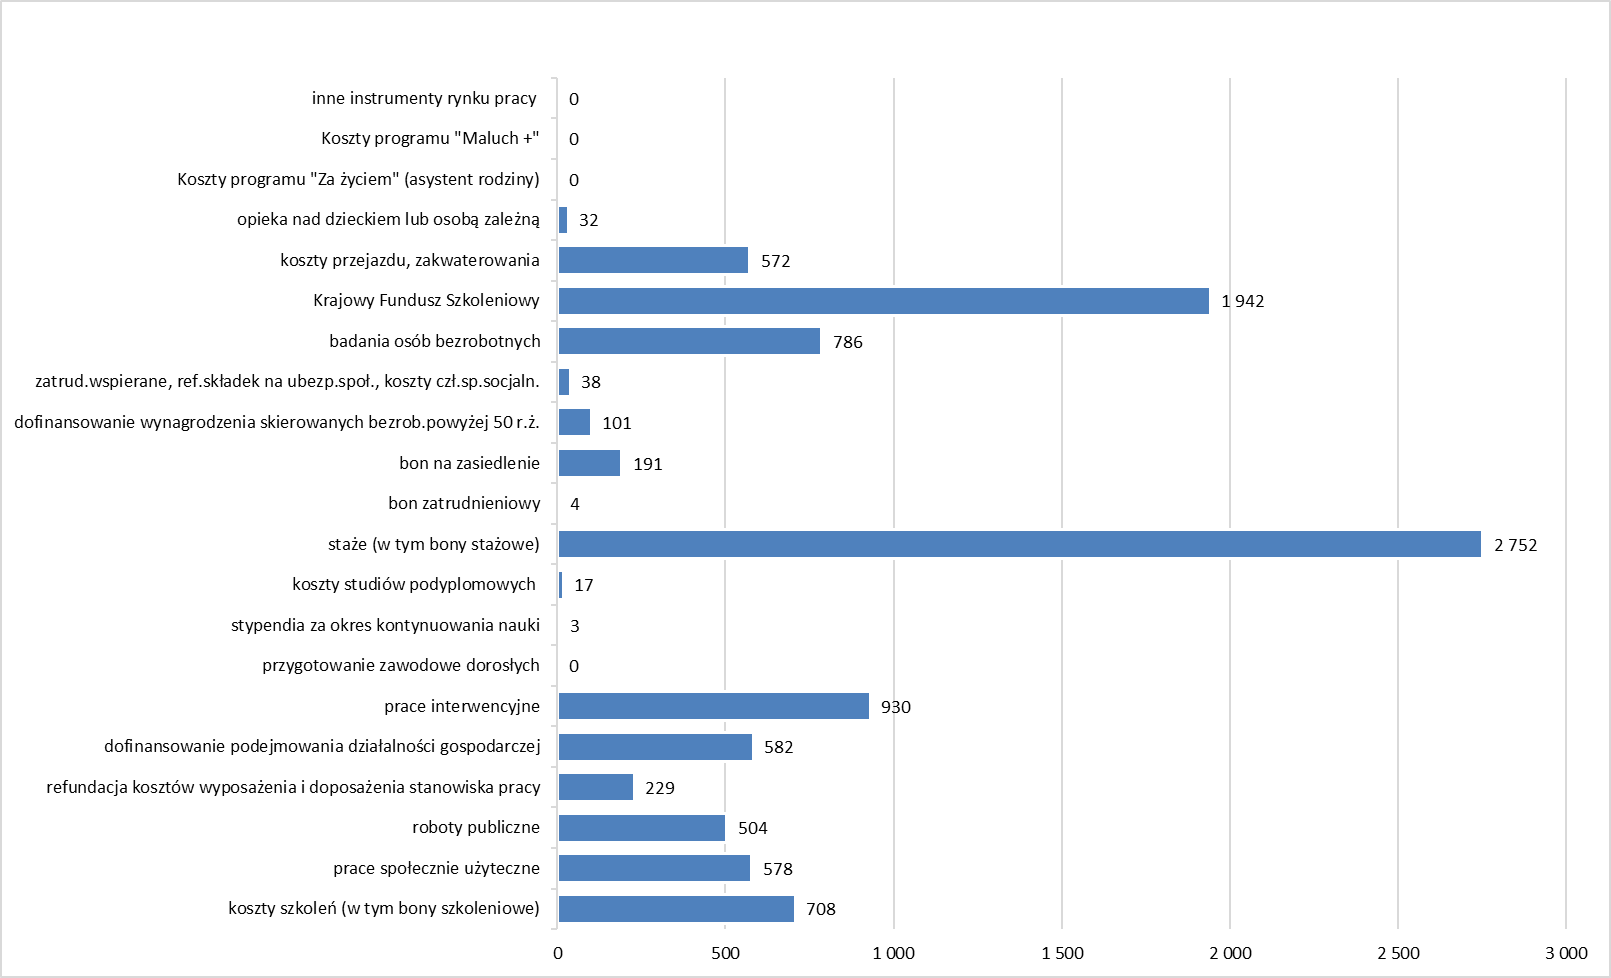 inne instrumenty rynku pracy 0
Koszty programu "Maluch +" 0
Koszty programu "Za życiem" (asystent rodziny) 0
opieka nad dzieckiem lub osobą zależną 32
koszty przejazdu, zakwaterowania 572
Krajowy Fundusz Szkoleniowy 1 942
badania osób bezrobotnych 786
zatrud.wspierane, ref.składek na ubezp.społ., koszty czł.sp.socjaln. 38
dofinansowanie wynagrodzenia skierowanych bezrob.powyżej 50 r.ż. 101
bon na zasiedlenie 191
bon zatrudnieniowy 4
staże (w tym bony stażowe) 2 752
koszty studiów podyplomowych 17
stypendia za okres kontynuowania nauki 3
przygotowanie zawodowe dorosłych 0
prace interwencyjne 930
dofinansowanie podejmowania działalności gospodarczej 582
refundacja kosztów wyposażenia i doposażenia stanowiska pracy 229
roboty publiczne 504
prace społecznie użyteczne 578
koszty szkoleń (w tym bony szkoleniowe) 708
0 500 1 000 1 500 2 000 2 500 3 000